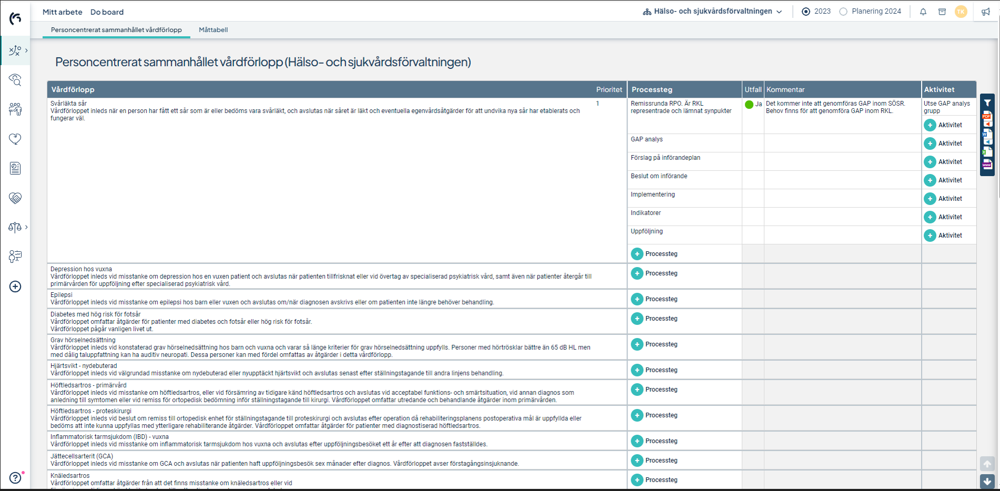 Mitt arbete Do board
Hälso- och sjukvårdsförvaltningen 2023 Planering 2024 TK
Personcentrerat sammanhållet vårdförlopp Måttabell
Personcentrerat sammanhållet vårdförlopp (Hälso- och sjukvårdsförvaltningen)
Vårdförlopp Prioritet Processteg Utfall Kommentar Aktivitet
Svårläkta sår
Vårdförloppet inleds när en person har fått ett sår som är eller bedöms vara svårläkt, och avslutas när såret är läkt och eventuella egenvårdsåtgärder för att undvika nya sår har etablerats och
fungerar väl.
1
Remissrunda RPO. Är RKL
representrade och lämnat synpukter
Ja
Det kommer inte att genomföras GAP inom SÖSR.
Behov finns för att genomföra GAP inom RKL.
Utse GAP analys
grupp
Aktivitet
GAP analys
Aktivitet
Förslag på införandeplan
Aktivitet
Beslut om införande
Aktivitet
Implementering
Aktivitet
Indikatorer
Aktivitet
Uppföljning
Aktivitet
Processteg
Depression hos vuxna
Vårdförloppet inleds vid misstanke om depression hos en vuxen patient och avslutas när patienten tillfrisknat eller vid övertag av specialiserad psykiatrisk vård, samt även när patienter återgår till
primärvården för uppföljning efter specialiserad psykiatrisk vård.
Processteg
Epilepsi
Vårdförloppet inleds vid misstanke om epilepsi hos barn eller vuxen och avslutas om/när diagnosen avskrivs eller om patienten inte längre behöver behandling.
Processteg
Diabetes med hög risk för fotsår
Vårdförloppet omfattar åtgärder för patienter med diabetes och fotsår eller hög risk för fotsår.
Vårdförloppet pågår vanligen livet ut.
Processteg
Grav hörselnedsättning
Vårdförloppet inleds vid konstaterad grav hörselnedsättning hos barn och vuxna och varar så länge kriterier för grav hörselnedsättning uppfylls. Personer med hörtrösklar bättre än 65 dB HL men
med dålig taluppfattning kan ha auditiv neuropati. Dessa personer kan med fördel omfattas av åtgärder i detta vårdförlopp.
Processteg
Hjärtsvikt - nydebuterad
Vårdförloppet inleds vid välgrundad misstanke om nydebuterad eller nyupptäckt hjärtsvikt och avslutas senast efter ställningstagande till andra linjens behandling.
Processteg
Höftledsartros - primärvård
Vårdförloppet inleds vid misstanke om höftledsartros, eller vid försämring av tidigare känd höftledsartros och avslutas vid acceptabel funktions- och smärtsituation, vid annan diagnos som
anledning till symtomen eller vid remiss för ortopedisk bedömning inför ställningstagande till kirurgi. Vårdförloppet omfattar utredande och behandlande åtgärder inom primärvården.
Processteg
Höftledsartros - proteskirurgi
Vårdförloppet inleds vid beslut om remiss till ortopedisk enhet för ställningstagande till proteskirurgi och avslutas efter operation då rehabiliteringsplanens postoperativa mål är uppfyllda eller
bedöms att inte kunna uppfyllas med ytterligare rehabiliterande åtgärder. Vårdförloppet omfattar åtgärder för patienter med diagnostiserad höftledsartros.
Processteg
Inflammatorisk tarmsjukdom (IBD) - vuxna
Vårdförloppet inleds vid misstanke om inflammatorisk tarmsjukdom hos vuxna och avslutas efter uppföljningsbesöket ett år efter att diagnosen fastställdes.
Processteg
Jättecellsarterit (GCA)
Vårdförloppet inleds vid misstanke om GCA och avslutas när patienten haft uppföljningsbesök sex månader efter diagnos. Vårdförloppet avser förstagångsinsjuknande.
Processteg
Knäledsartros
Vårdförloppet omfattar åtgärder från att det finns misstanke om knäledsartros eller vid
Processteg
PDF
W
X
www